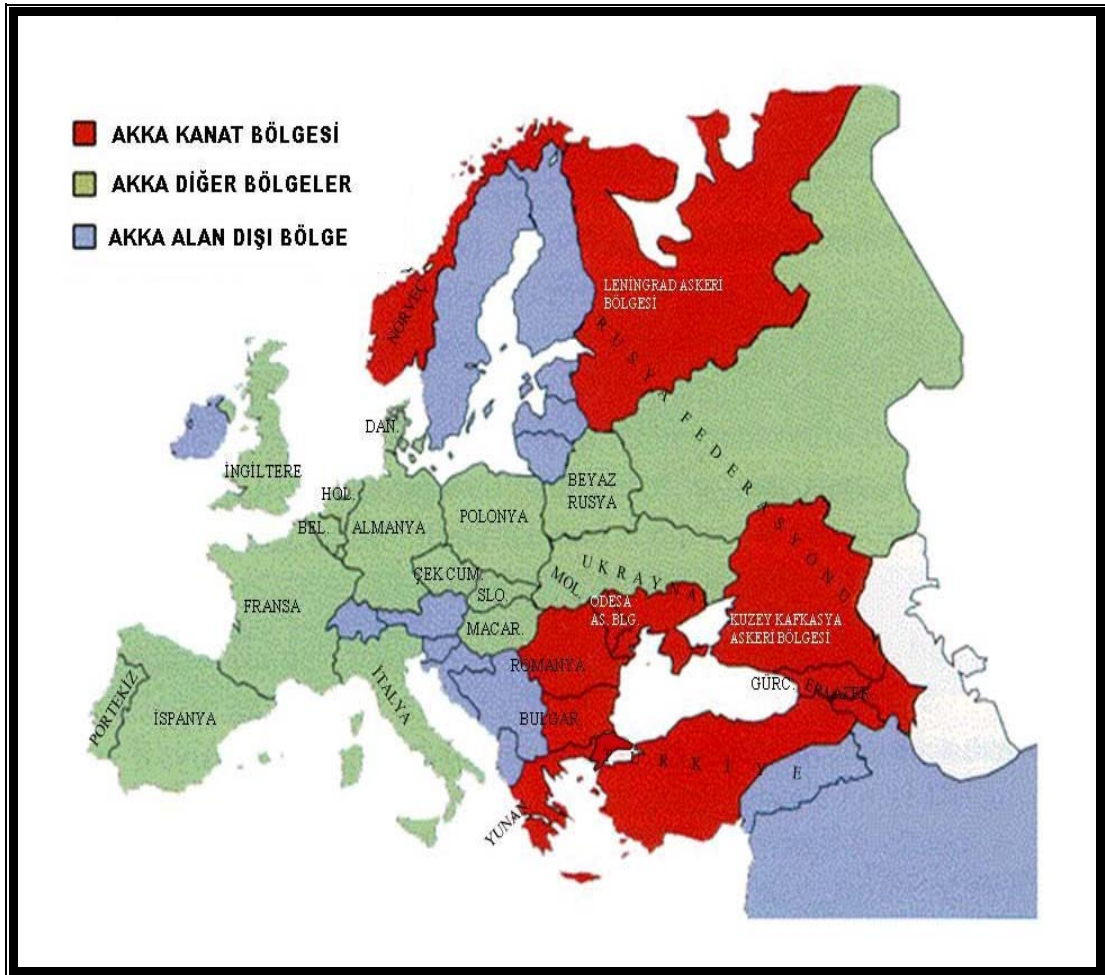 AKKA KANAT BÖLGESİ
AKKA DİĞER BÖLGELER
AKKA ALAN DIŞI BÖLGE
LENİNGRAD ASKERİ
BÖLGESİ
NORVEÇ
RUSYA FEDERASYONU
DAN.
İNGİLTERE
HOL.
BEL.
ALMANYA
POLONYA
BEYAZ
RUSYA
ÇEK CUM.
SLO.
UKRAYNA
MOL.
FRANSA
MACAR.
ODESA
AS. BLG.
KUZEY KAFKASYA
ASKERİ BÖLGESİ
ROMANYA
GÜRC.
PORTEKİZ
İSPANYA
İTALYA
BULGAR
YUNAN